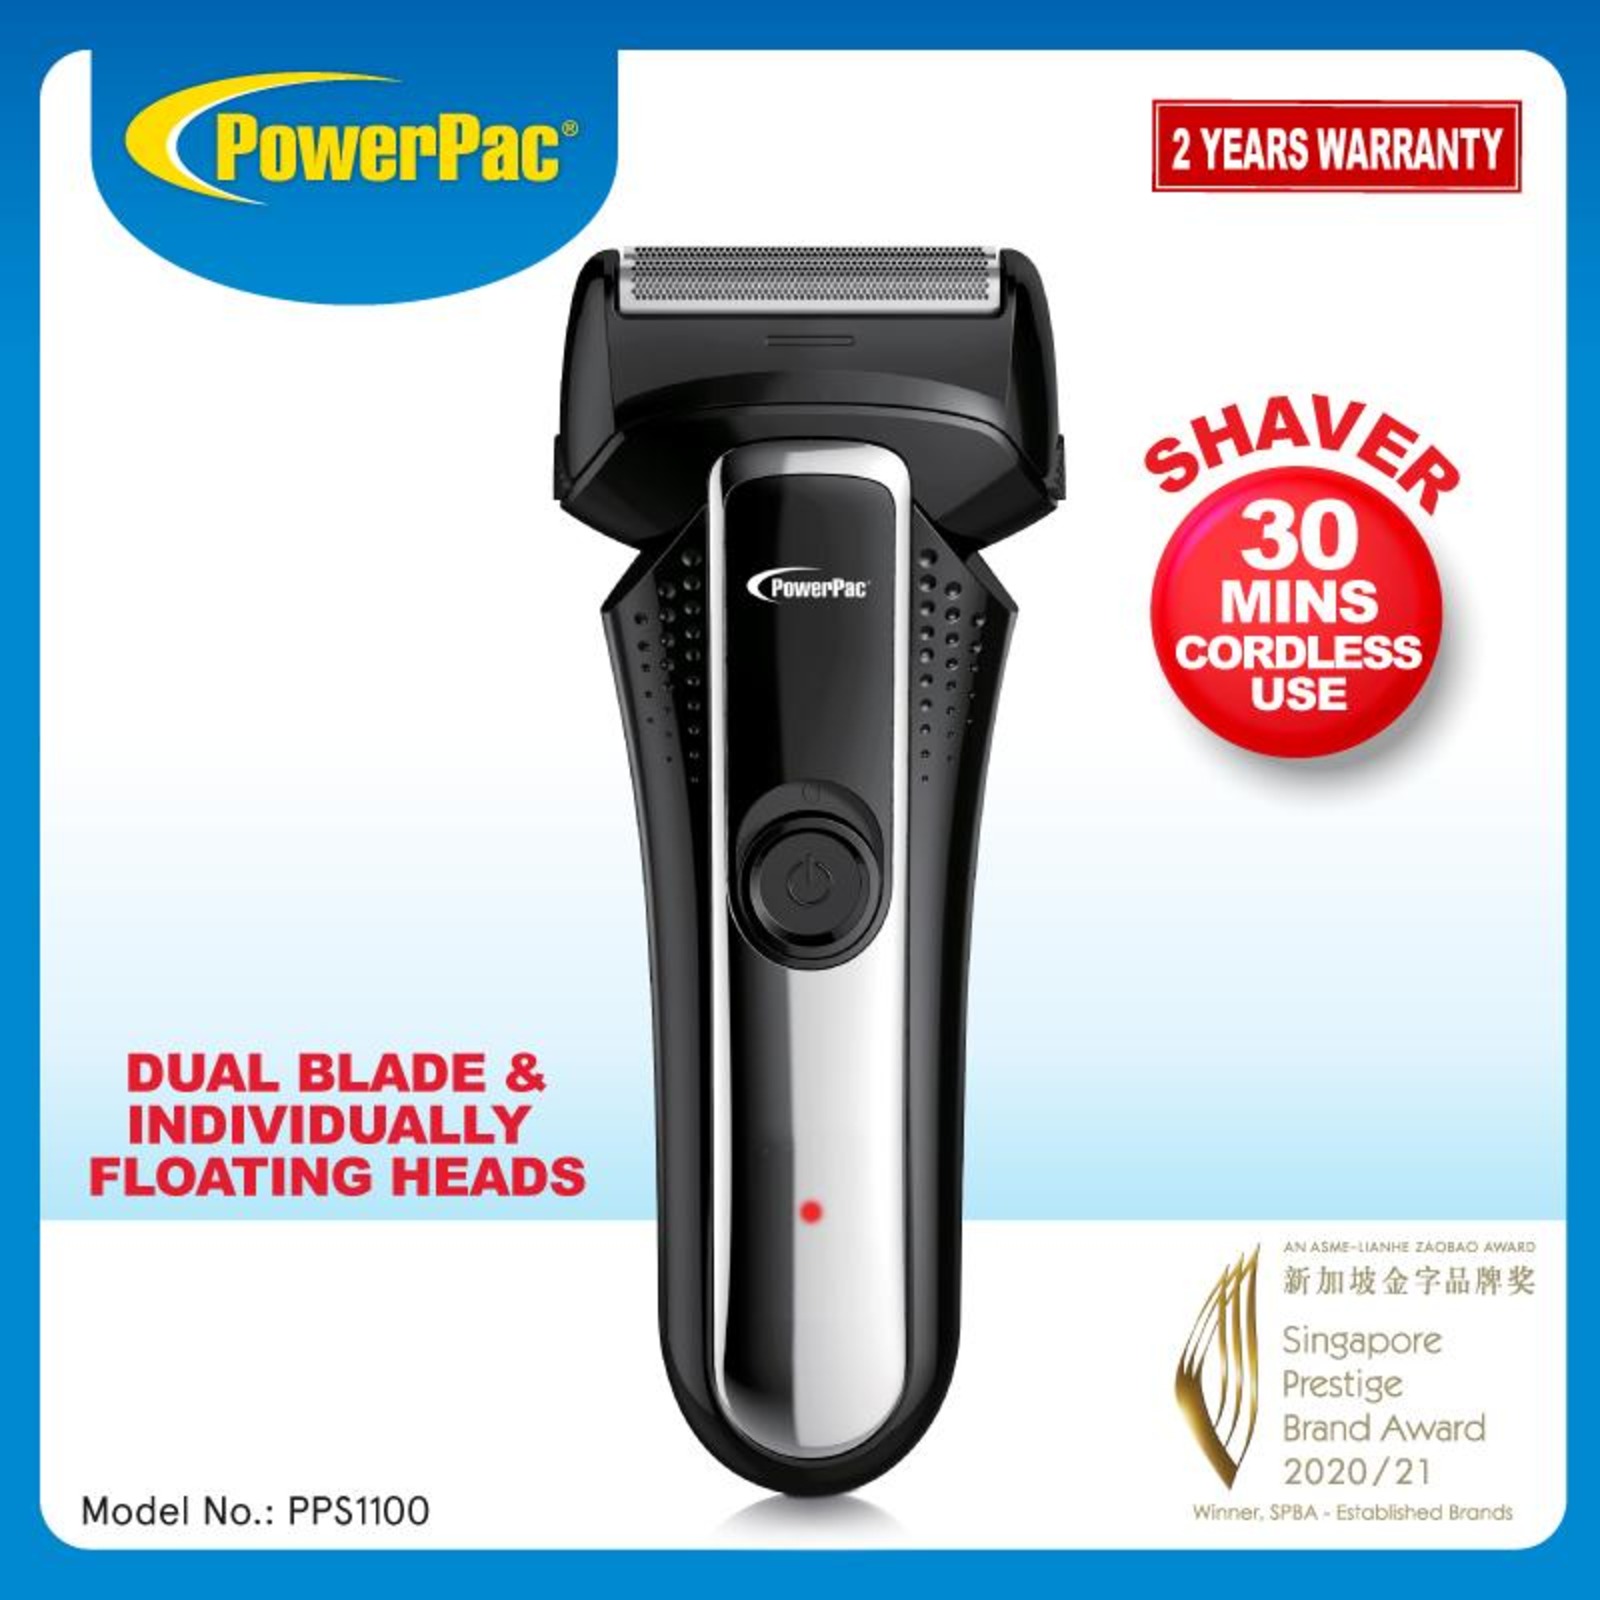 PowerPac®
2 YEARS WARRANTY
SHAVER
30
MINS
CORDLESS
USE
PowerPac
DUAL BLADE &
INDIVIDUALLY
FLOATING HEADS
AN ASME-LIANHE ZAOBAO AWARD
新加坡金字品牌奖
Singapore
Prestige
Brand Award
2020/21
Winner, SPBA - Established Brands
Model No.: PPS1100